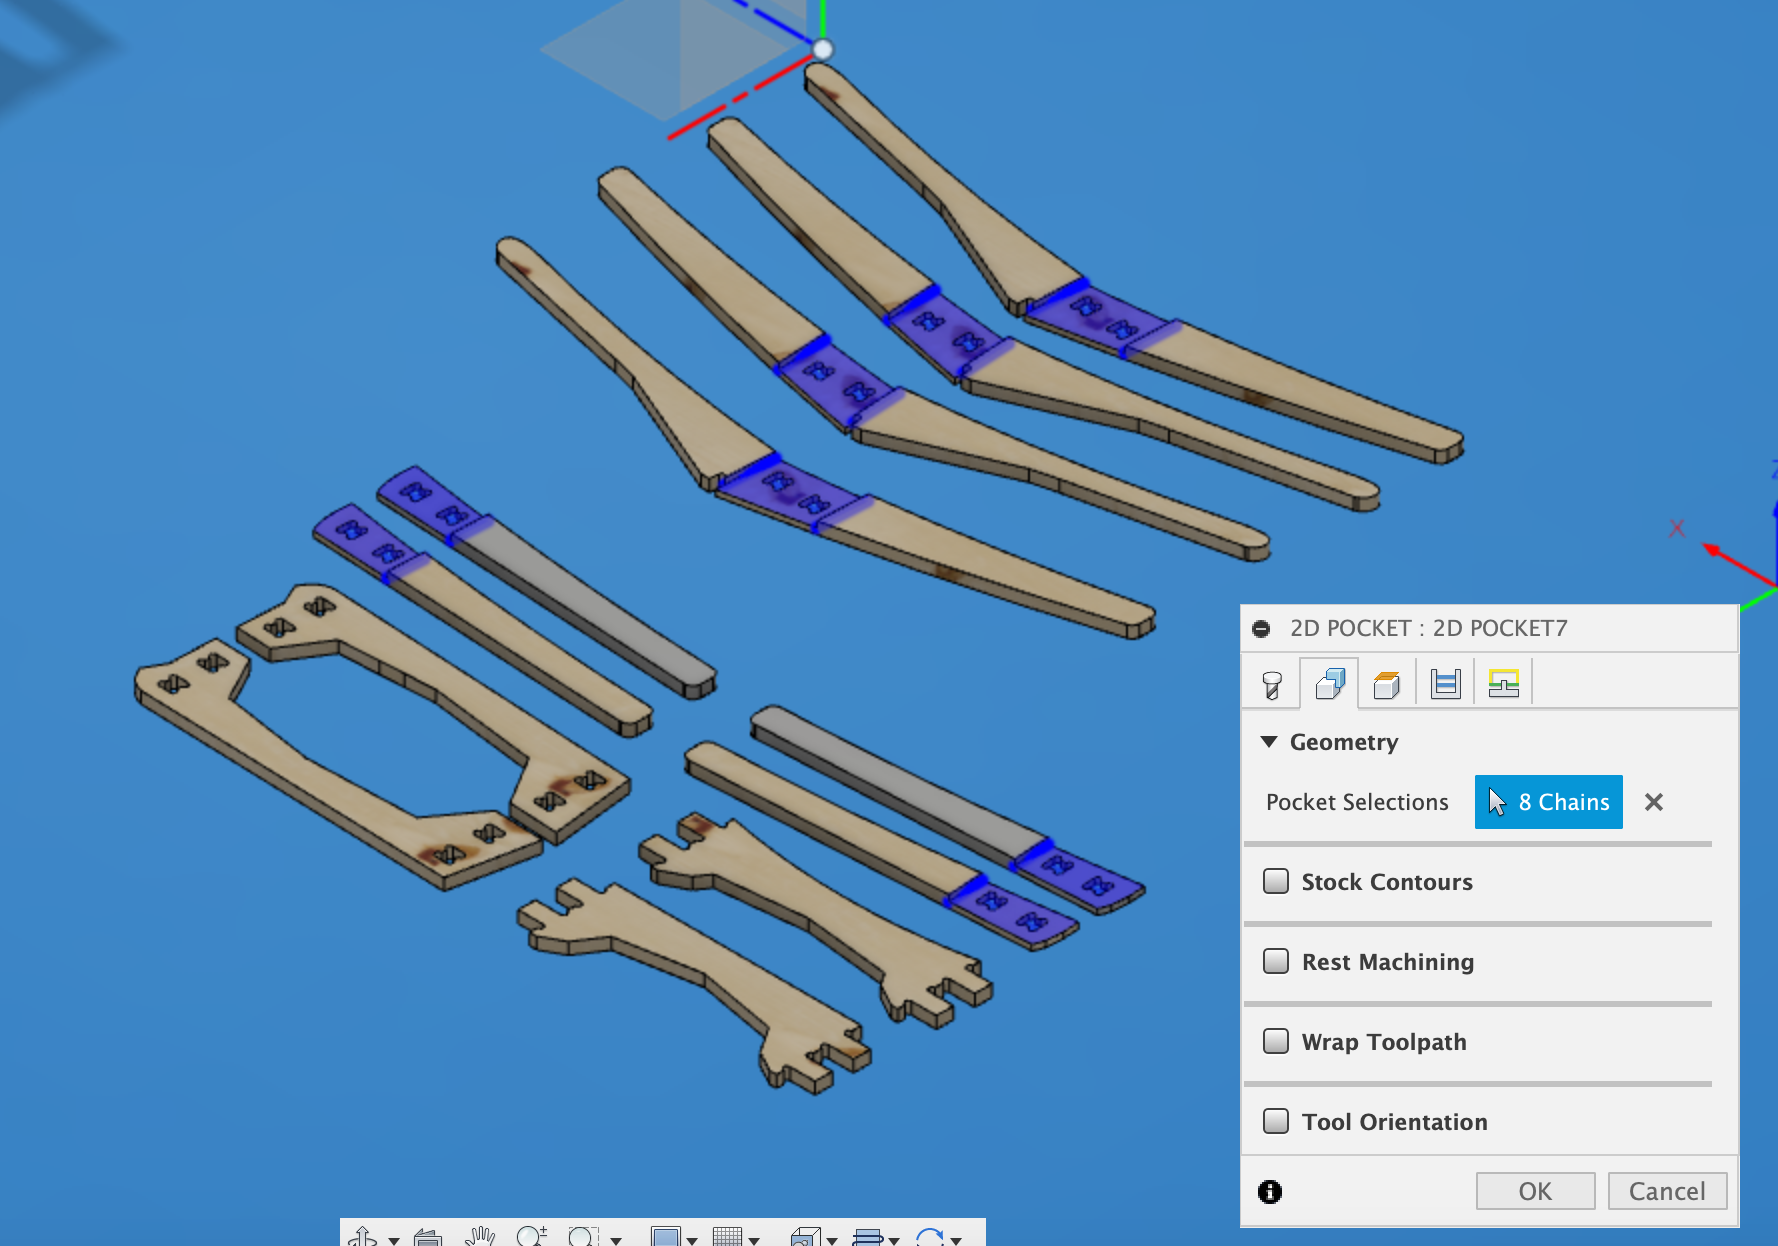 X
2D POCKET : 2D POCKET7
Geometry
Pocket Selections
8 Chains
Stock Contours
Rest Machining
Wrap Toolpath
Tool Orientation
OK
Cancel